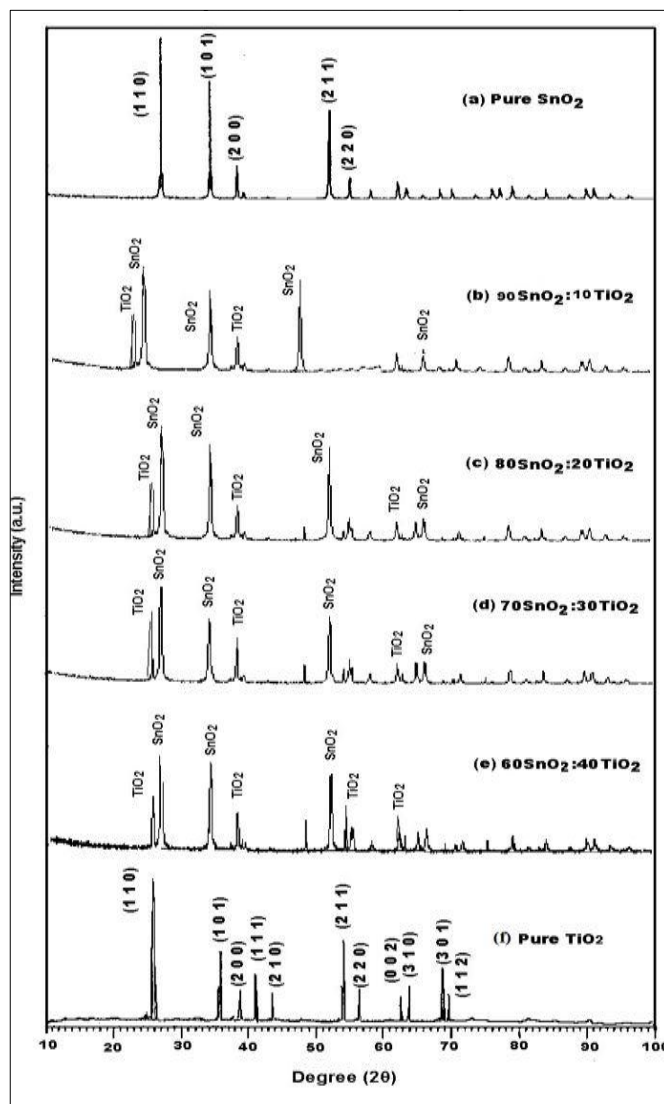 (1 1 0)
(1 0 1)
(2 0 0)
(2 1 1)
(2 2 0)
(a) Pure SnO2
TiO2
SnO2
SnO2
TiO2
SnO2
SnO2
(b) 90SnO2:10TiO2
TiO2
SnO2
SnO2
TiO2
SnO2
TiO2
SnO2
(c) 80SnO2:20TiO2
TiO2
SnO2
SnO2
TiO2
SnO2
TiO2
SnO2
(d) 70SnO2:30TiO2
TiO2
SnO2
SnO2
TiO2
SnO2
TiO2
TiO2
(e) 60SnO2:40TiO2
(1 1 0)
(1 0 1)
(2 0 0)
(1 1 1)
(2 1 0)
(2 1 1)
(2 2 0)
(0 0 2)
(3 1 0)
(3 0 1)
(1 1 2)
(f) Pure TiO2
Intensity (a.u.)
10 20 30 40 50 60 70 80 90 100
Degree (2θ)